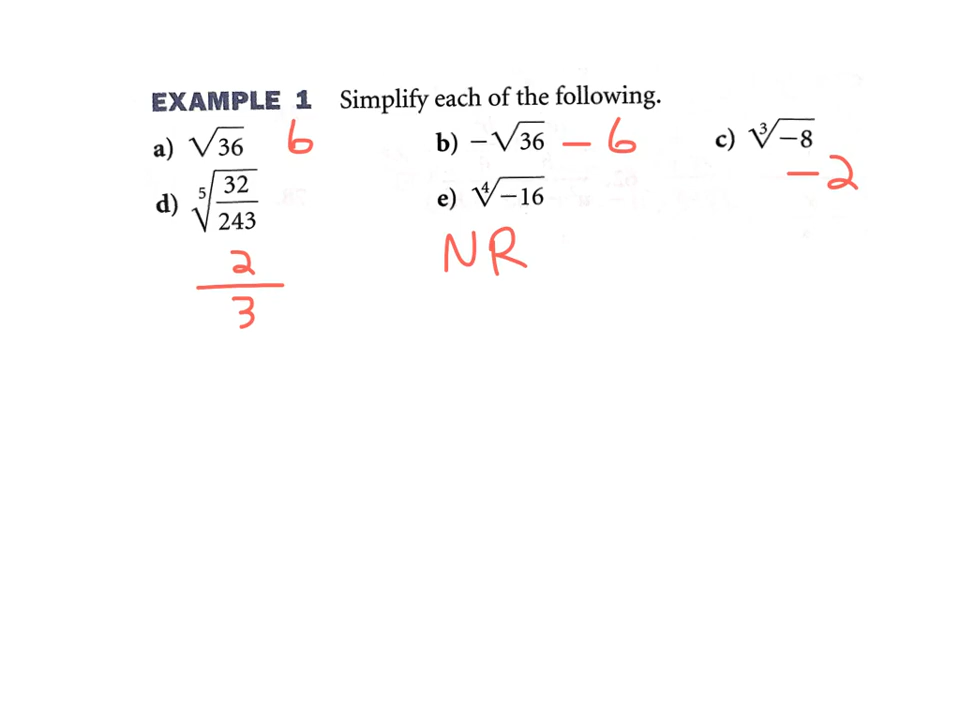 EXAMPLE 1 Simplify each of the following.
a) √36 6 b) −√36 −6 c) ∛−8
−2
d) ⁵√(32/243) e) ∜−16
2/3 NR